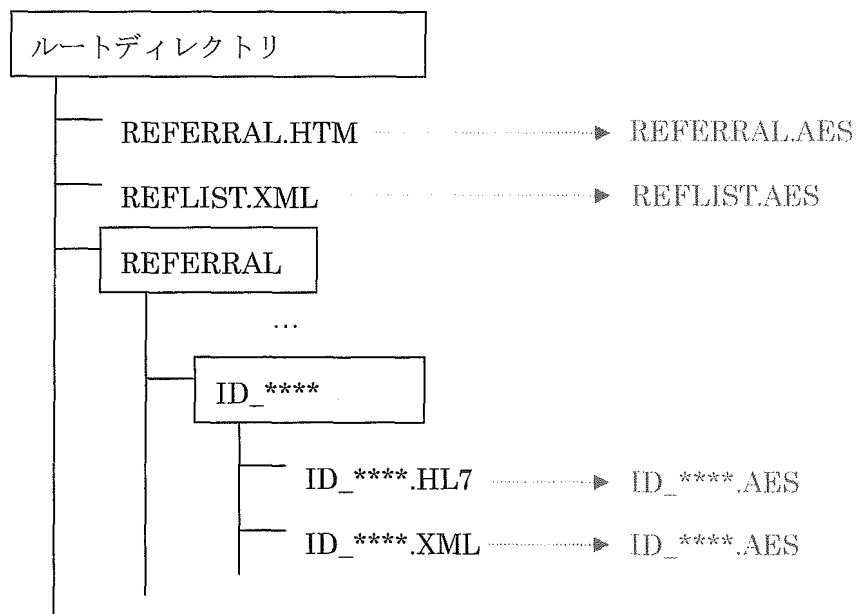 ルートディレクトリ
REFERRAL.HTM REFERRAL.AES
REFLIST.XML REFLIST.AES
REFERRAL
…
ID_****
ID_****.HL7 ID_****.AES
ID_****.XML ID_****.AES